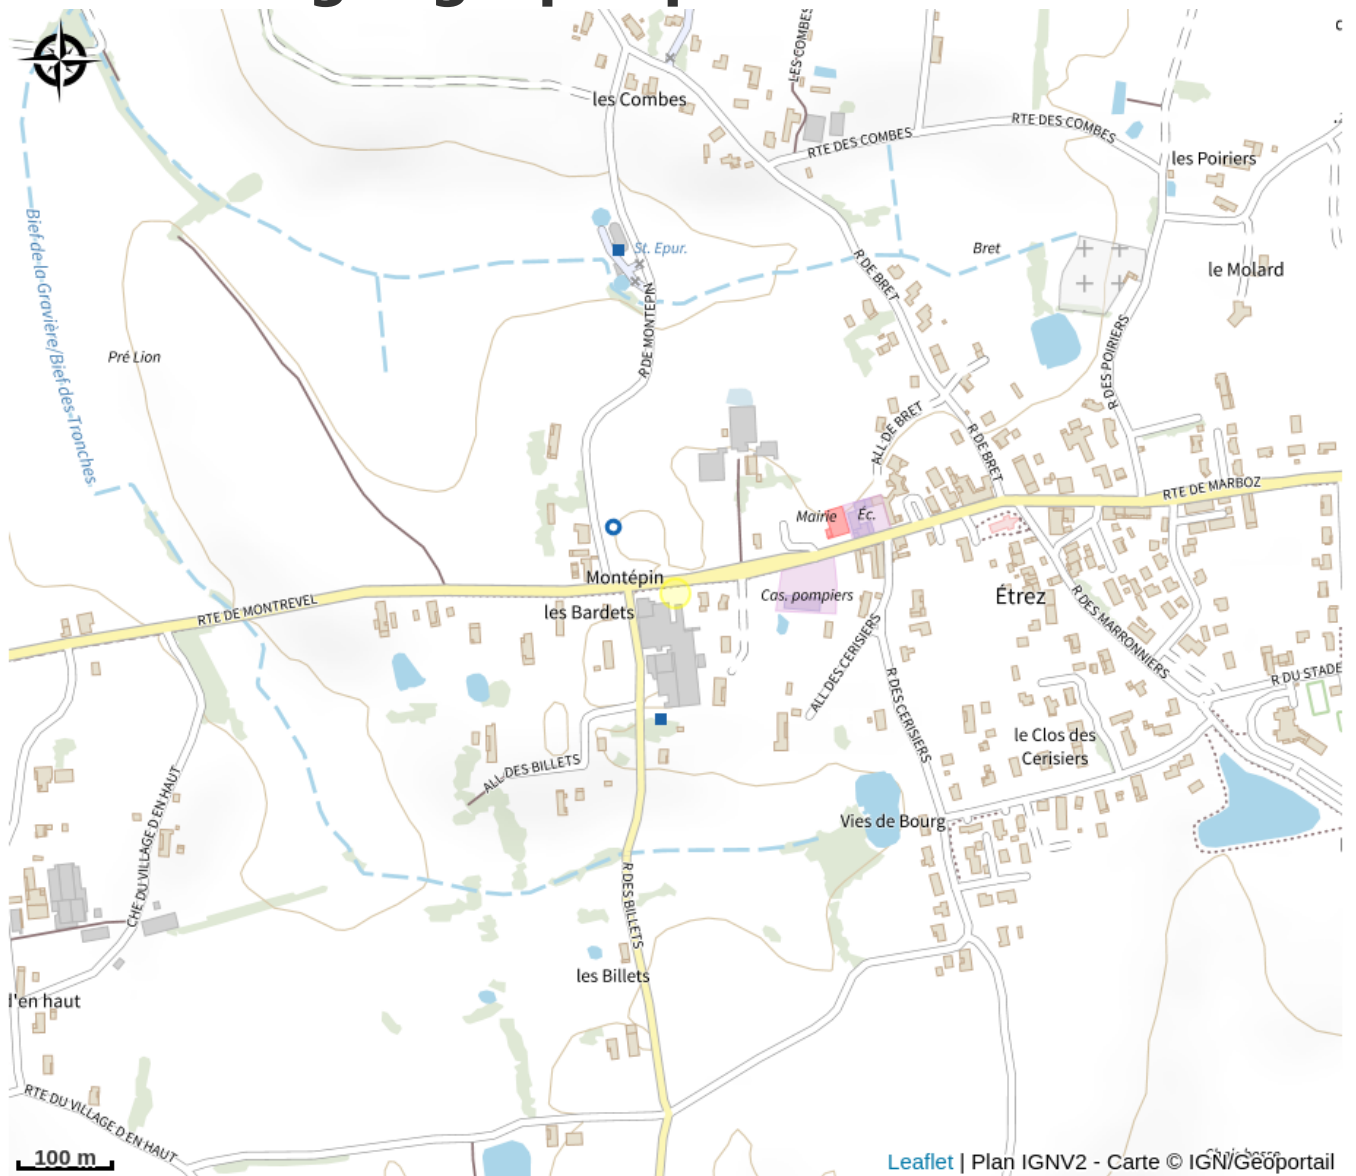 les Combes
LES COMBES
RTE DES COMBES
RTE DES COMBES
les Poiriers
Bief de la Gravière/Bief des Tronches
St. Epur.
Bret
R DE BRET
le Molard
R DE MONTEPIN
Pré Lion
R DES POIRIERS
ALL DE BRET
R DE BRET
RTE DE MARBOZ
Mairie
Éc.
Montépin
RTE DE MONTREVEL
les Bardets
Cas. pompiers
Étrez
R DES MARRONNIERS
ALL DES CERISIERS
R DES CERISIERS
R DU STADE
le Clos des
Cerisiers
ALL DES BILLETS
CHE DU VILLAGE D EN HAUT
Vies de Bourg
R DES BILLETS
les Billets
d'en haut
RTE DU VILLAGE D EN HAUT
100 m
Leaflet | Plan IGNV2 - Carte © IGN/Geoportail